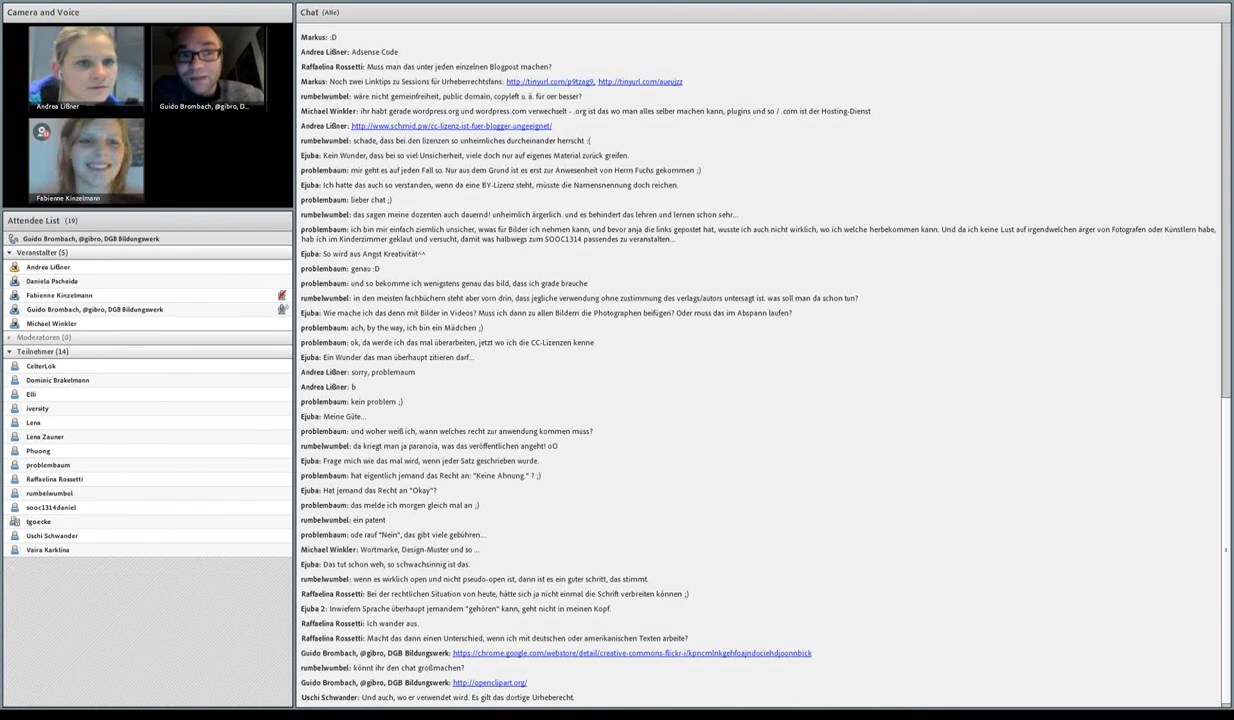 Camera and Voice
Andrea Lißner
Guido Brombach, @gibro, D...
Fabienne Kinzelmann
Attendee List (19)
Guido Brombach, @gibro, DGB Bildungswerk
Veranstalter (5)
Andrea Lißner
Daniela Pscheida
Fabienne Kinzelmann
Guido Brombach, @gibro, DGB Bildungswerk
Michael Winkler
Moderatoren (0)
Teilnehmer (14)
CelterLok
Dominic Brakelmann
Elli
iversity
Lena
Lena Zauner
Phuong
problembaum
Raffaelina Rossetti
rumbelwumbel
sooc1314daniel
tgoecke
Uschi Schwander
Vaira Karklina
Chat (Alle)
Markus: :D
Andrea Lißner: Adsense Code
Raffaelina Rossetti: Muss man das unter jeden einzelnen Blogpost machen?
Markus: Noch zwei Linktips zu Sessions für Urheberrechtsfans: http://tinyurl.com/p9tzag9, http://tinyurl.com/aueujzz
rumbelwumbel: wäre nicht gemeinfreiheit, public domain, copyleft u. ä. für oer besser?
Michael Winkler: ihr habt gerade wordpress.org und wordpress.com verwechselt - .org ist das wo man alles selber machen kann, plugins und so / .com ist der Hosting-Dienst
Andrea Lißner: http://www.schmid.pw/cc-lizenz-ist-fuer-blogger-ungeeignet/
rumbelwumbel: schade, dass bei den lizenzen so unheimliches durcheinander herrscht :(
Ejuba: Kein Wunder, dass bei so viel Unsicherheit, viele doch nur auf eigenes Material zurück greifen.
problembaum: mir geht es auf jeden Fall so. Nur aus dem Grund ist es erst zur Anwesenheit von Herrn Fuchs gekommen ;)
Ejuba: Ich hatte das auch so verstanden, wenn da eine BY-Lizenz steht, müsste die Namensnennung doch reichen.
problembaum: lieber chat ;)
rumbelwumbel: das sagen meine dozenten auch dauernd! unheimlich ärgerlich. und es behindert das lehren und lernen schon sehr...
problembaum: ich bin mir einfach ziemlich unsicher, wwas für Bilder ich nehmen kann, und bevor anja die links gepostet hat, wusste ich auch nicht wirklich, wo ich welche herbekommen kann. Und da ich keine Lust auf irgendwelchen ärger von Fotografen oder Künstlern habe,
hab ich im Kinderzimmer geklaut und versucht, damit was halbwegs zum SOOC1314 passendes zu veranstalten...
Ejuba: So wird aus Angst Kreativität^^
problembaum: genau :D
problembaum: und so bekomme ich wenigstens genau das bild, dass ich grade brauche
rumbelwumbel: in den meisten fachbüchern steht aber vorn drin, dass jegliche verwendung ohne zustimmung des verlags/autors untersagt ist. was soll man da schon tun?
Ejuba: Wie mache ich das denn mit Bilder in Videos? Muss ich dann zu allen Bildern die Photographen beifügen? Oder muss das im Abspann lauten?
problembaum: ach, by the way, ich bin ein Mädchen ;)
problembaum: ok, da werde ich das mal überarbeiten, jetzt wo ich die CC-Lizenzen kenne
Ejuba: Ein Wunder das man überhaupt zitieren darf...
Andrea Lißner: sorry, problemaum
Andrea Lißner: b
problembaum: kein problem ;)
Ejuba: Meine Güte...
problembaum: und woher weiß ich, wann welches recht zur anwendung kommen muss?
rumbelwumbel: da kriegt man ja paranoia, was das veröffentlichen angeht! oO
Ejuba: Frage mich wie das mal wird, wenn jeder Satz geschrieben wurde.
problembaum: hat eigentlich jemand das Recht an: "Keine Ahnung." ? ;)
Ejuba: Hat jemand das Recht an "Okay"?
problembaum: das melde ich morgen gleich mal an ;)
rumbelwumbel: ein patent
problembaum: ode rauf "Nein", das gibt viele gebühren...
Michael Winkler: Wortmarke, Design-Muster und so ...
Ejuba: Das tut schon weh, so schwachsinnig ist das.
rumbelwumbel: wenn es wirklich open und nicht pseudo-open ist, dann ist es ein guter schritt, das stimmt.
Raffaelina Rossetti: Bei der rechtlichen Situation von heute, hätte sich ja nicht einmal die Schrift verbreiten können ;)
Ejuba 2: Inwiefern Sprache überhaupt jemandem "gehören" kann, geht nicht in meinen Kopf.
Raffaelina Rossetti: Ich wander aus.
Raffaelina Rossetti: Macht das dann einen Unterschied, wenn ich mit deutschen oder amerikanischen Texten arbeite?
Guido Brombach, @gibro, DGB Bildungswerk: https://chrome.google.com/webstore/detail/creative-commons-flickr-i/kpncmlnkgehfoajndociehdjoonnbick
rumbelwumbel: könnt ihr den chat großmachen?
Guido Brombach, @gibro, DGB Bildungswerk: http://openclipart.org/
Uschi Schwander: Und auch, wo er verwendet wird. Es gilt das dortige Urheberecht.